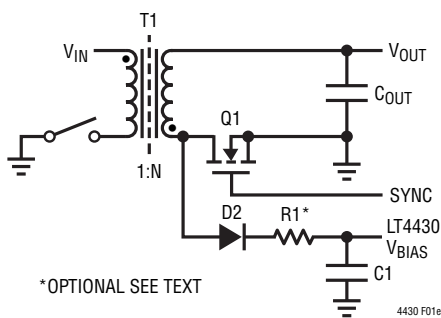 T1
V_IN
V_OUT
C_OUT
Q1
1:N
SYNC
D2
R1*
LT4430
V_BIAS
C1
*OPTIONAL SEE TEXT
4430 F01e